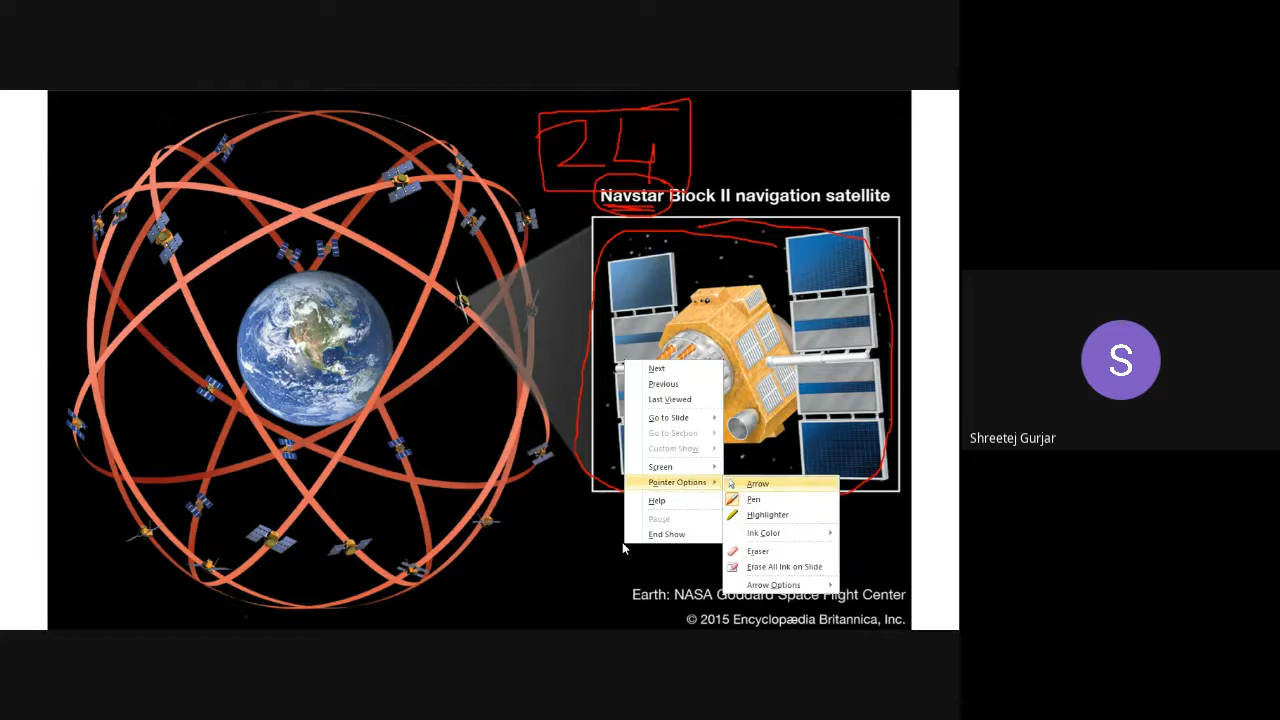 24
Navstar Block II navigation satellite
Next
Previous
Last Viewed
Go to Slide
Go to Section
Custom Show
Screen
Pointer Options
Help
Pause
End Show
Arrow
Pen
Highlighter
Ink Color
Eraser
Erase All Ink on Slide
Arrow Options
Earth: NASA Goddard Space Flight Center
© 2015 Encyclopædia Britannica, Inc.
S
Shreetej Gurjar